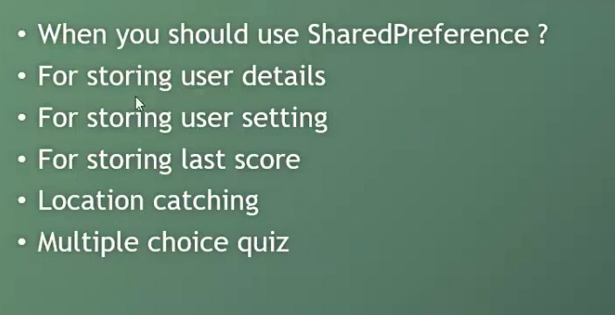 • When you should use SharedPreference ?
• For storing user details
• For storing user setting
• For storing last score
• Location catching
• Multiple choice quiz